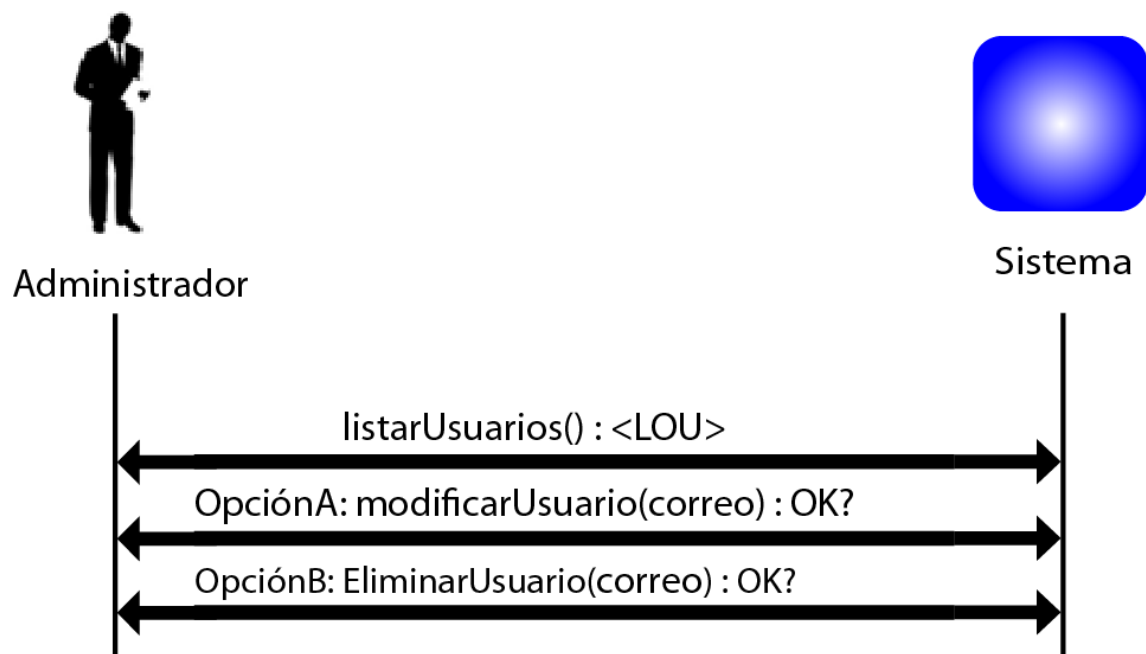 Administrador
Sistema
listarUsuarios() : <LOU>
OpciónA: modificarUsuario(correo) : OK?
OpciónB: EliminarUsuario(correo) : OK?